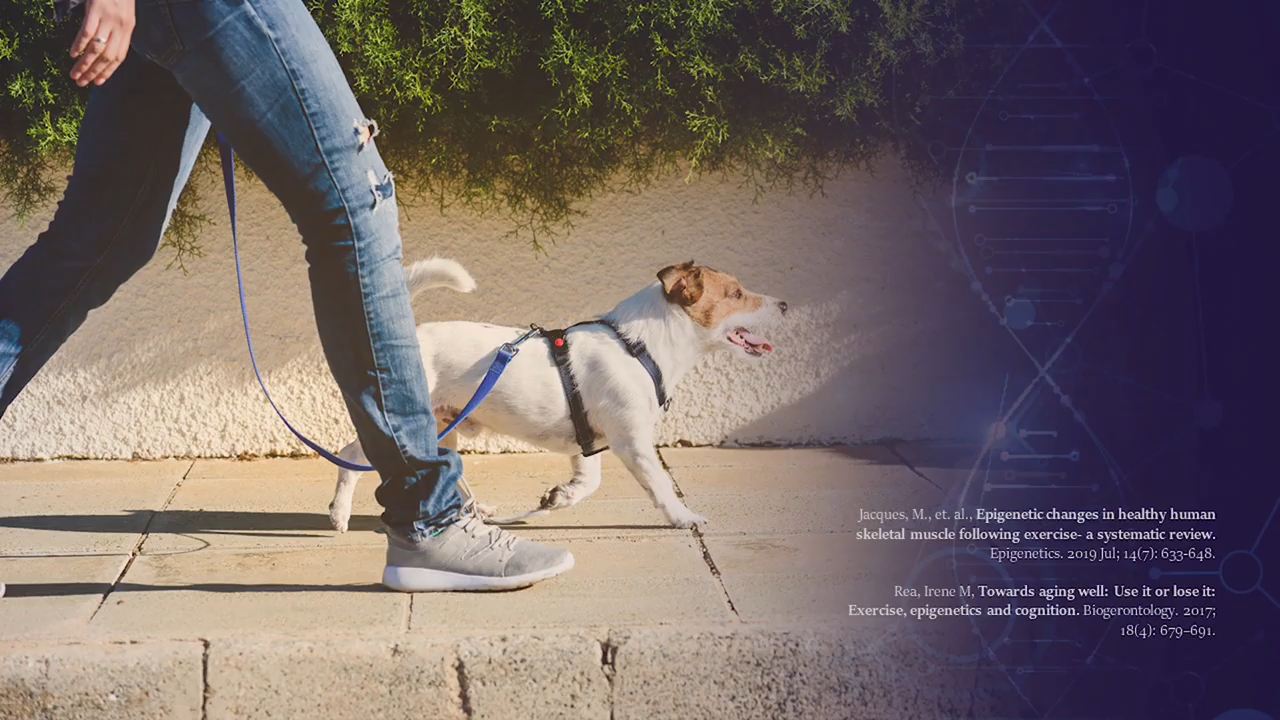 Jacques, M., et. al., Epigenetic changes in healthy human
skeletal muscle following exercise- a systematic review.
Epigenetics. 2019 Jul; 14(7): 633-648.
Rea, Irene M, Towards aging well: Use it or lose it:
Exercise, epigenetics and cognition. Biogerontology. 2017;
18(4): 679–691.